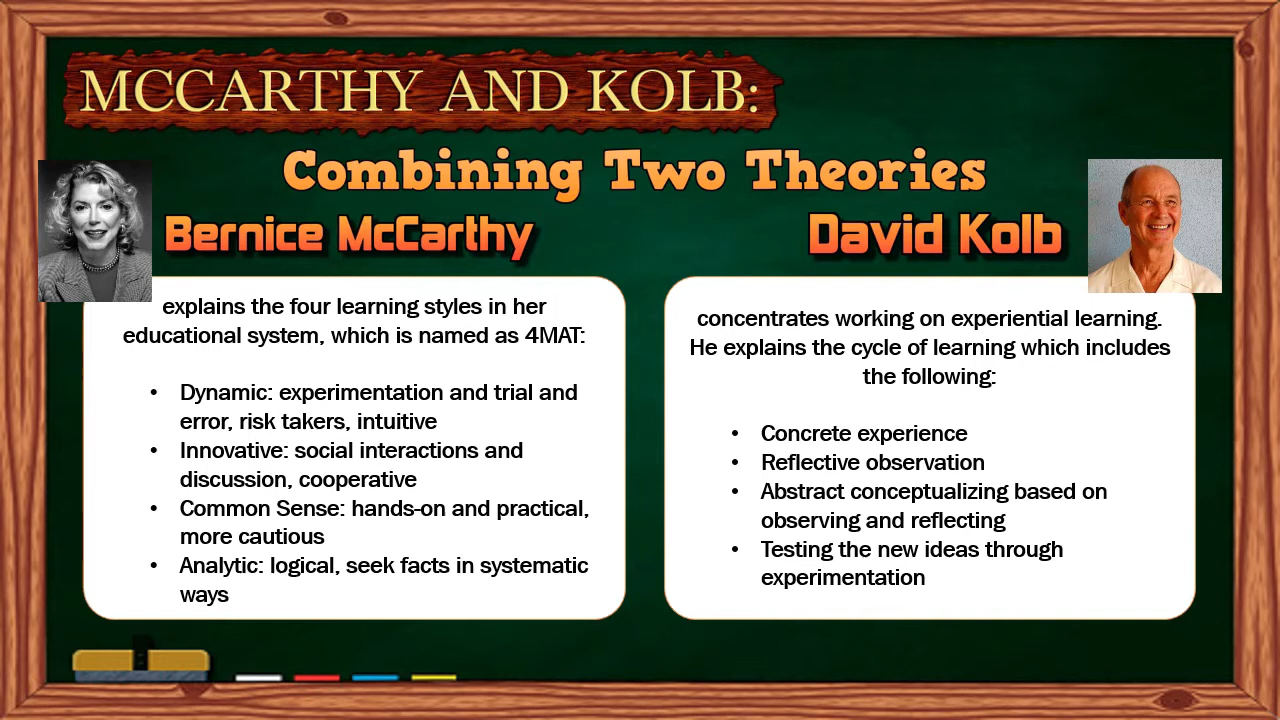 MCCARTHY AND KOLB:
Combining Two Theories
Bernice McCarthy
explains the four learning styles in her
educational system, which is named as 4MAT:
• Dynamic: experimentation and trial and
error, risk takers, intuitive
• Innovative: social interactions and
discussion, cooperative
• Common Sense: hands-on and practical,
more cautious
• Analytic: logical, seek facts in systematic
ways
David Kolb
concentrates working on experiential learning.
He explains the cycle of learning which includes
the following:
• Concrete experience
• Reflective observation
• Abstract conceptualizing based on
observing and reflecting
• Testing the new ideas through
experimentation